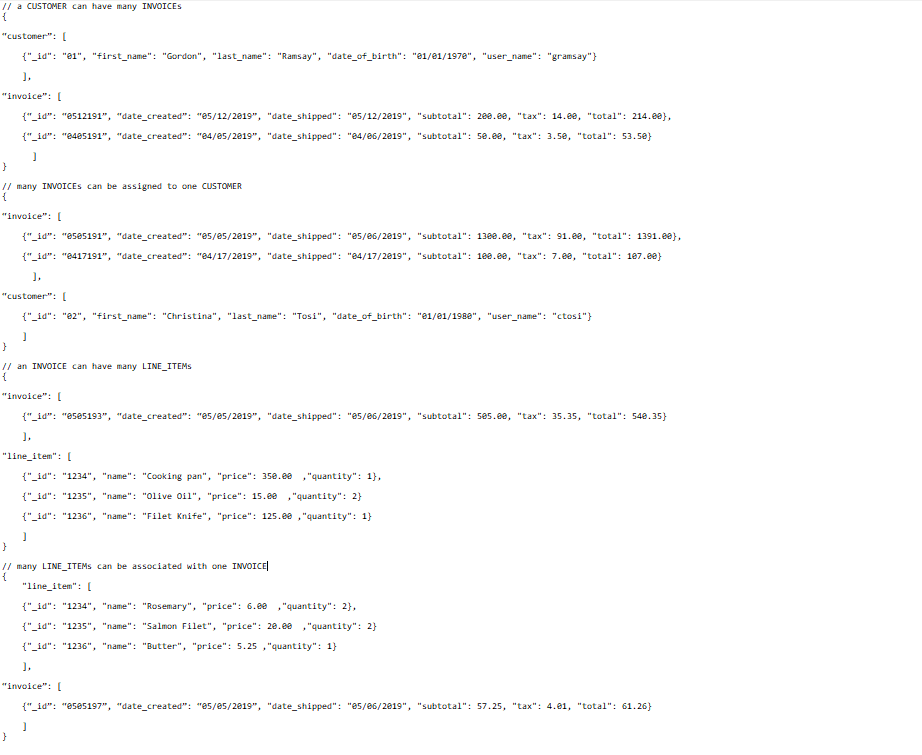 // a CUSTOMER can have many INVOICEs
{
“customer”: [
{"_id": "01", "first_name": "Gordon", "last_name": "Ramsay", "date_of_birth": "01/01/1970", "user_name": "gramsay"}
],
“invoice”: [
{“_id”: “0512191”, “date_created”: “05/12/2019”, "date_shipped": "05/12/2019", "subtotal": 200.00, "tax": 14.00, "total": 214.00},
{“_id”: “0405191”, “date_created”: “04/05/2019”, "date_shipped": "04/06/2019", "subtotal": 50.00, "tax": 3.50, "total": 53.50}
]
}
// many INVOICEs can be assigned to one CUSTOMER
{
“invoice”: [
{“_id”: “0505191”, “date_created”: “05/05/2019”, "date_shipped": "05/06/2019", "subtotal": 1300.00, "tax": 91.00, "total": 1391.00},
{“_id”: “0417191”, “date_created”: “04/17/2019”, "date_shipped": "04/17/2019", "subtotal": 100.00, "tax": 7.00, "total": 107.00}
],
“customer”: [
{"_id": "02", "first_name": "Christina", "last_name": "Tosi", "date_of_birth": "01/01/1980", "user_name": "ctosi"}
]
}
// an INVOICE can have many LINE_ITEMs
{
“invoice”: [
{“_id”: “0505193”, “date_created”: “05/05/2019”, "date_shipped": "05/06/2019", "subtotal": 505.00, "tax": 35.35, "total": 540.35}
],
"line_item": [
{"_id": "1234", "name": "Cooking pan", "price": 350.00 ,"quantity": 1},
{"_id": "1235", "name": "Olive Oil", "price": 15.00 ,"quantity": 2}
{"_id": "1236", "name": "Filet Knife", "price": 125.00 ,"quantity": 1}
]
}
// many LINE_ITEMs can be associated with one INVOICE
{
"line_item": [
{"_id": "1234", "name": "Rosemary", "price": 6.00 ,"quantity": 2},
{"_id": "1235", "name": "Salmon Filet", "price": 20.00 ,"quantity": 2}
{"_id": "1236", "name": "Butter", "price": 5.25 ,"quantity": 1}
],
“invoice”: [
{“_id”: “0505197”, “date_created”: “05/05/2019”, "date_shipped": "05/06/2019", "subtotal": 57.25, "tax": 4.01, "total": 61.26}
]
}